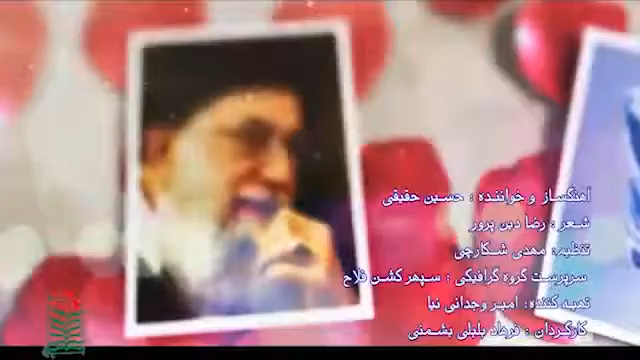 آهنگساز و خواننده : حسین حقیقی
شعر : رضا دین پرور
تنظیم: مهدی شکارچی
سرپرست گروه گرافیکی : سپهر کشن فلاح
تهیه کننده: امیر وجدانی نیا
کارگردان : فرهاد بلبلی بشمنی